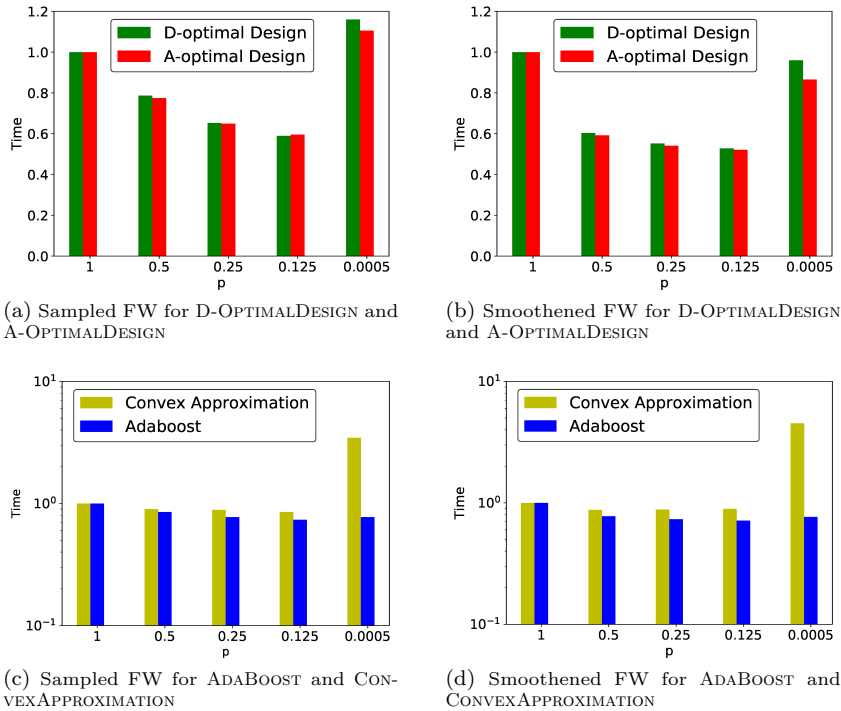 1.2
1.0
0.8
0.6
0.4
0.2
0.0
Time
D-optimal Design
A-optimal Design
1 0.5 0.25 0.125 0.0005
p
(a) Sampled FW for D-OPTIMALDESIGN and
A-OPTIMALDESIGN
1.2
1.0
0.8
0.6
0.4
0.2
0.0
Time
D-optimal Design
A-optimal Design
1 0.5 0.25 0.125 0.0005
p
(b) Smoothened FW for D-OPTIMALDESIGN
and A-OPTIMALDESIGN
10¹
10⁰
10⁻¹
Time
Convex Approximation
Adaboost
1 0.5 0.25 0.125 0.0005
p
(c) Sampled FW for ADABOOST and CON-
VEXAPPROXIMATION
10¹
10⁰
10⁻¹
Time
Convex Approximation
Adaboost
1 0.5 0.25 0.125 0.0005
p
(d) Smoothened FW for ADABOOST and
CONVEXAPPROXIMATION